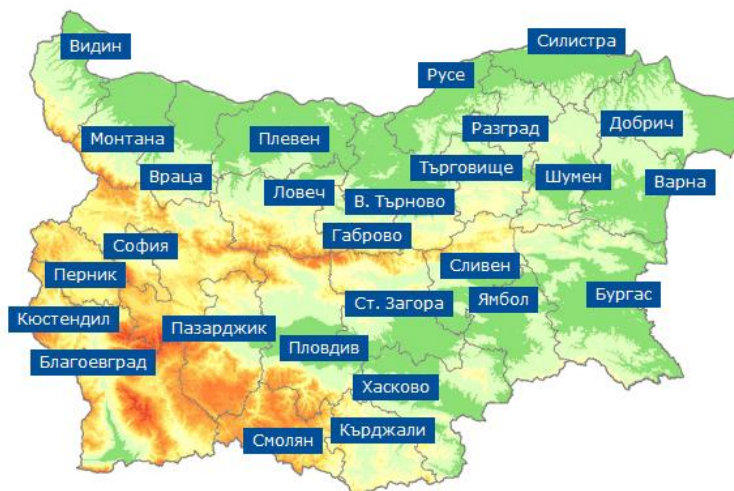 Силистра
Видин
Русе
Разград
Добрич
Монтана
Плевен
Търговище
Враца
Шумен
Варна
Ловеч
В. Търново
Габрово
София
Сливен
Перник
Бургас
Ст. Загора
Ямбол
Кюстендил
Пазарджик
Пловдив
Благоевград
Хасково
Кърджали
Смолян